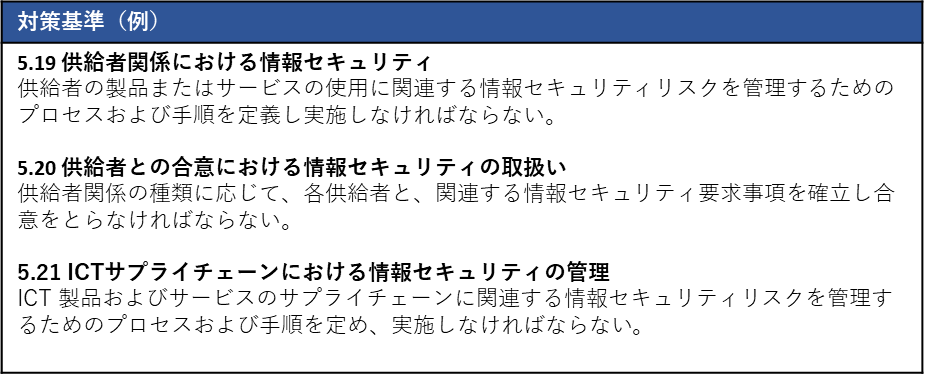 対策基準（例）
5.19 供給者関係における情報セキュリティ
供給者の製品またはサービスの使用に関連する情報セキュリティリスクを管理するための
プロセスおよび手順を定義し実施しなければならない。
5.20 供給者との合意における情報セキュリティの取扱い
供給者関係の種類に応じて、各供給者と、関連する情報セキュリティ要求事項を確立し合
意をとらなければならない。
5.21 ICTサプライチェーンにおける情報セキュリティの管理
ICT 製品およびサービスのサプライチェーンに関連する情報セキュリティリスクを管理す
るためのプロセスおよび手順を定め、実施しなければならない。